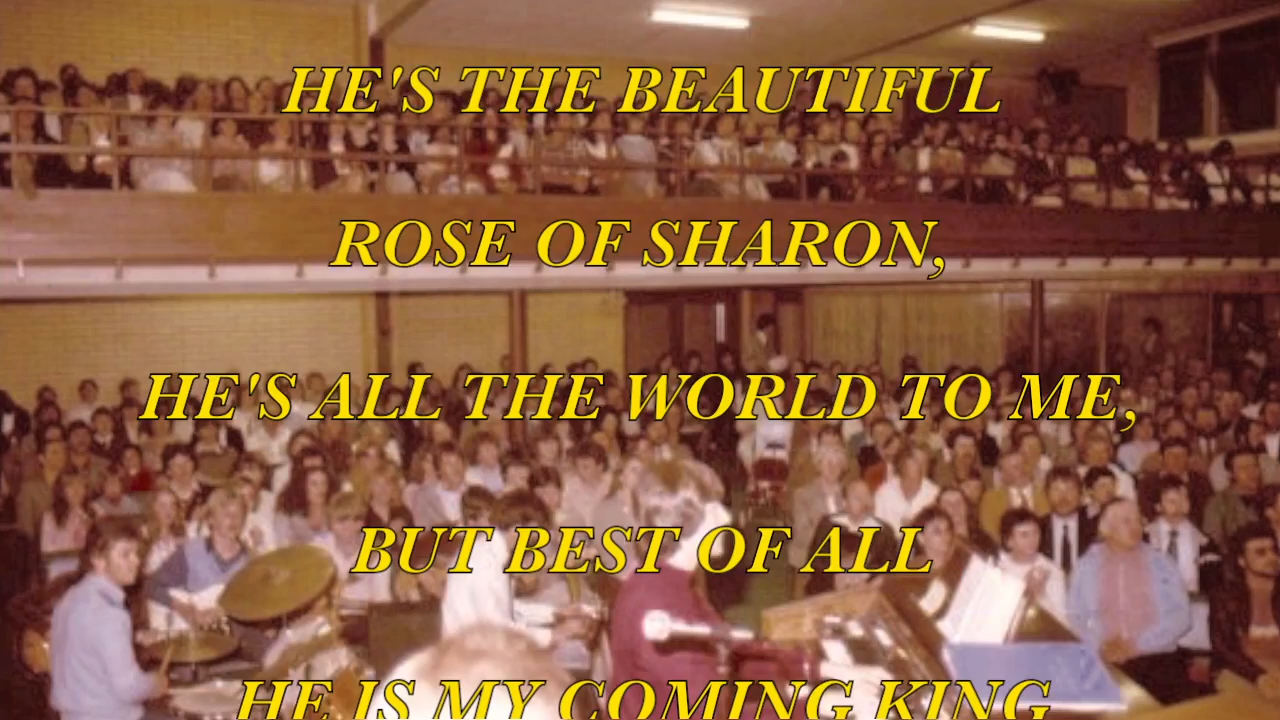 HE'S THE BEAUTIFUL
ROSE OF SHARON,
HE'S ALL THE WORLD TO ME,
BUT BEST OF ALL
HE IS MY COMING KING